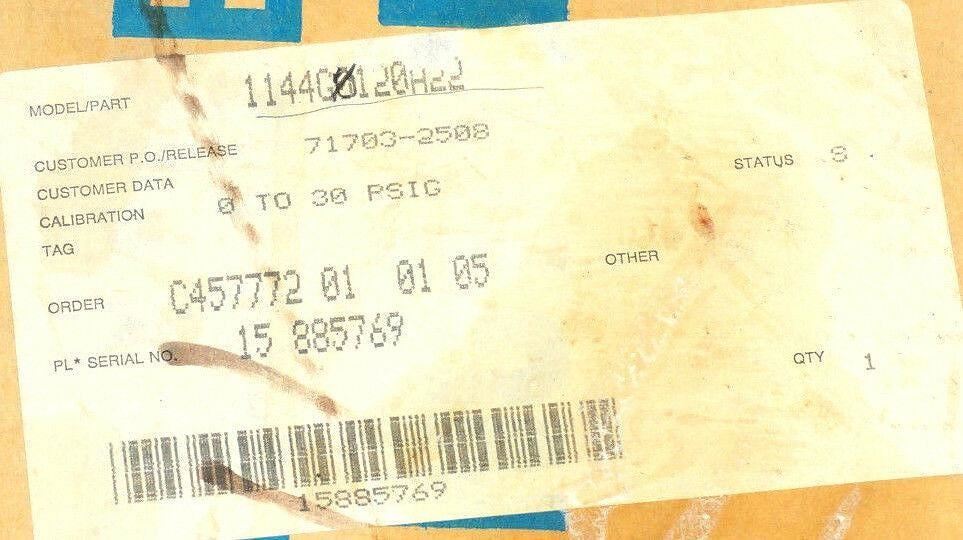 MODEL/PART 1144G0120H22
CUSTOMER P.O./RELEASE 71703-2508
CUSTOMER DATA STATUS S
CALIBRATION 0 TO 30 PSIG
TAG
OTHER
ORDER C457772 01 01 05
PL* SERIAL NO. 15 885769
QTY 1
15885769